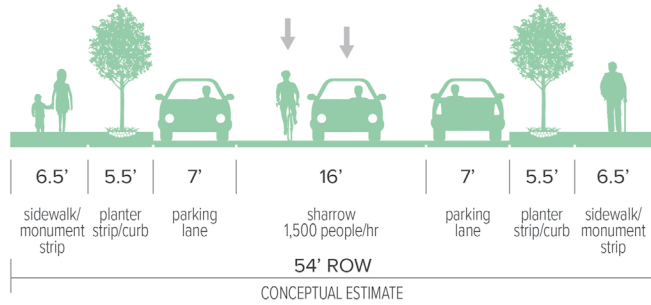 6.5’ 5.5’ 7’ 16’ 7’ 5.5’ 6.5’
sidewalk/
monument
strip
planter
strip/curb
parking
lane
sharrow
1,500 people/hr
parking
lane
planter
strip/curb
sidewalk/
monument
strip
54’ ROW
CONCEPTUAL ESTIMATE